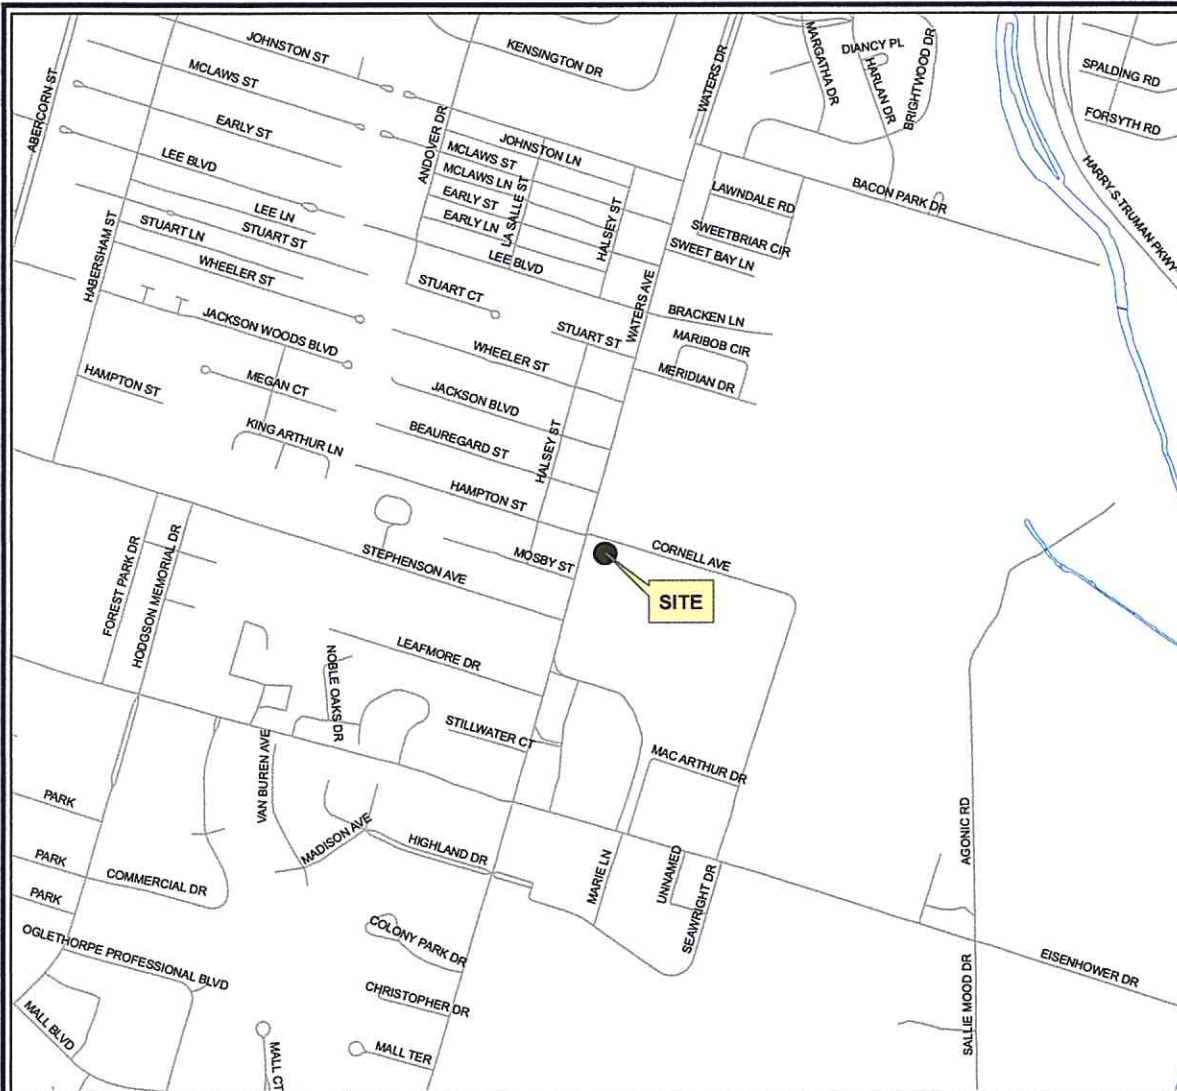 JOHNSTON ST
KENSINGTON DR
WATERS DR
MARGATHA DR
DIANCY PL
HARLAN DR
BRIGHTWOOD DR
SPALDING RD
FORSYTH RD
HARRY S TRUMAN PKWY
ABERCORN ST
MCLAWS ST
EARLY ST
LEE BLVD
LEE LN
STUART ST
STUART LN
WHEELER ST
HABERSHAM ST
ANDOVER DR
JOHNSTON LN
MCLAWS ST
MCLAWS LN
EARLY ST
EARLY LN
LA SALLE ST
HALSEY ST
LEE BLVD
BACON PARK DR
LAWNDALE RD
SWEETBRIAR CIR
SWEET BAY LN
WATERS AVE
BRACKEN LN
MARIBOB CIR
MERIDIAN DR
STUART CT
STUART ST
WHEELER ST
JACKSON WOODS BLVD
JACKSON BLVD
HAMPTON ST
MEGAN CT
KING ARTHUR LN
BEAUREGARD ST
HALSEY ST
HAMPTON ST
MOSBY ST
CORNELL AVE
SITE
STEPHENSON AVE
FOREST PARK DR
HODGSON MEMORIAL DR
LEAFMORE DR
NOBLE OAKS DR
STILLWATER CT
MAC ARTHUR DR
VAN BUREN AVE
MADISON AVE
HIGHLAND DR
MARIE LN
UNNAMED
SEAWRIGHT DR
AGONIC RD
EISENHOWER DR
SALLIE MOOD DR
PARK
PARK
PARK
COMMERCIAL DR
OGLETHORPE PROFESSIONAL BLVD
COLONY PARK DR
CHRISTOPHER DR
MALL BLVD
MALL CT
MALL TER